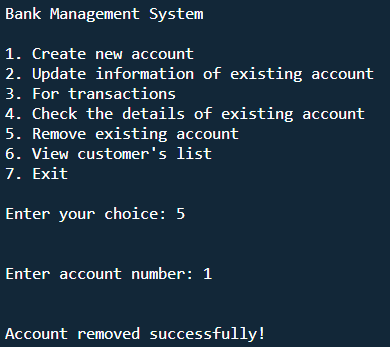 Bank Management System
1. Create new account
2. Update information of existing account
3. For transactions
4. Check the details of existing account
5. Remove existing account
6. View customer's list
7. Exit
Enter your choice: 5
Enter account number: 1
Account removed successfully!